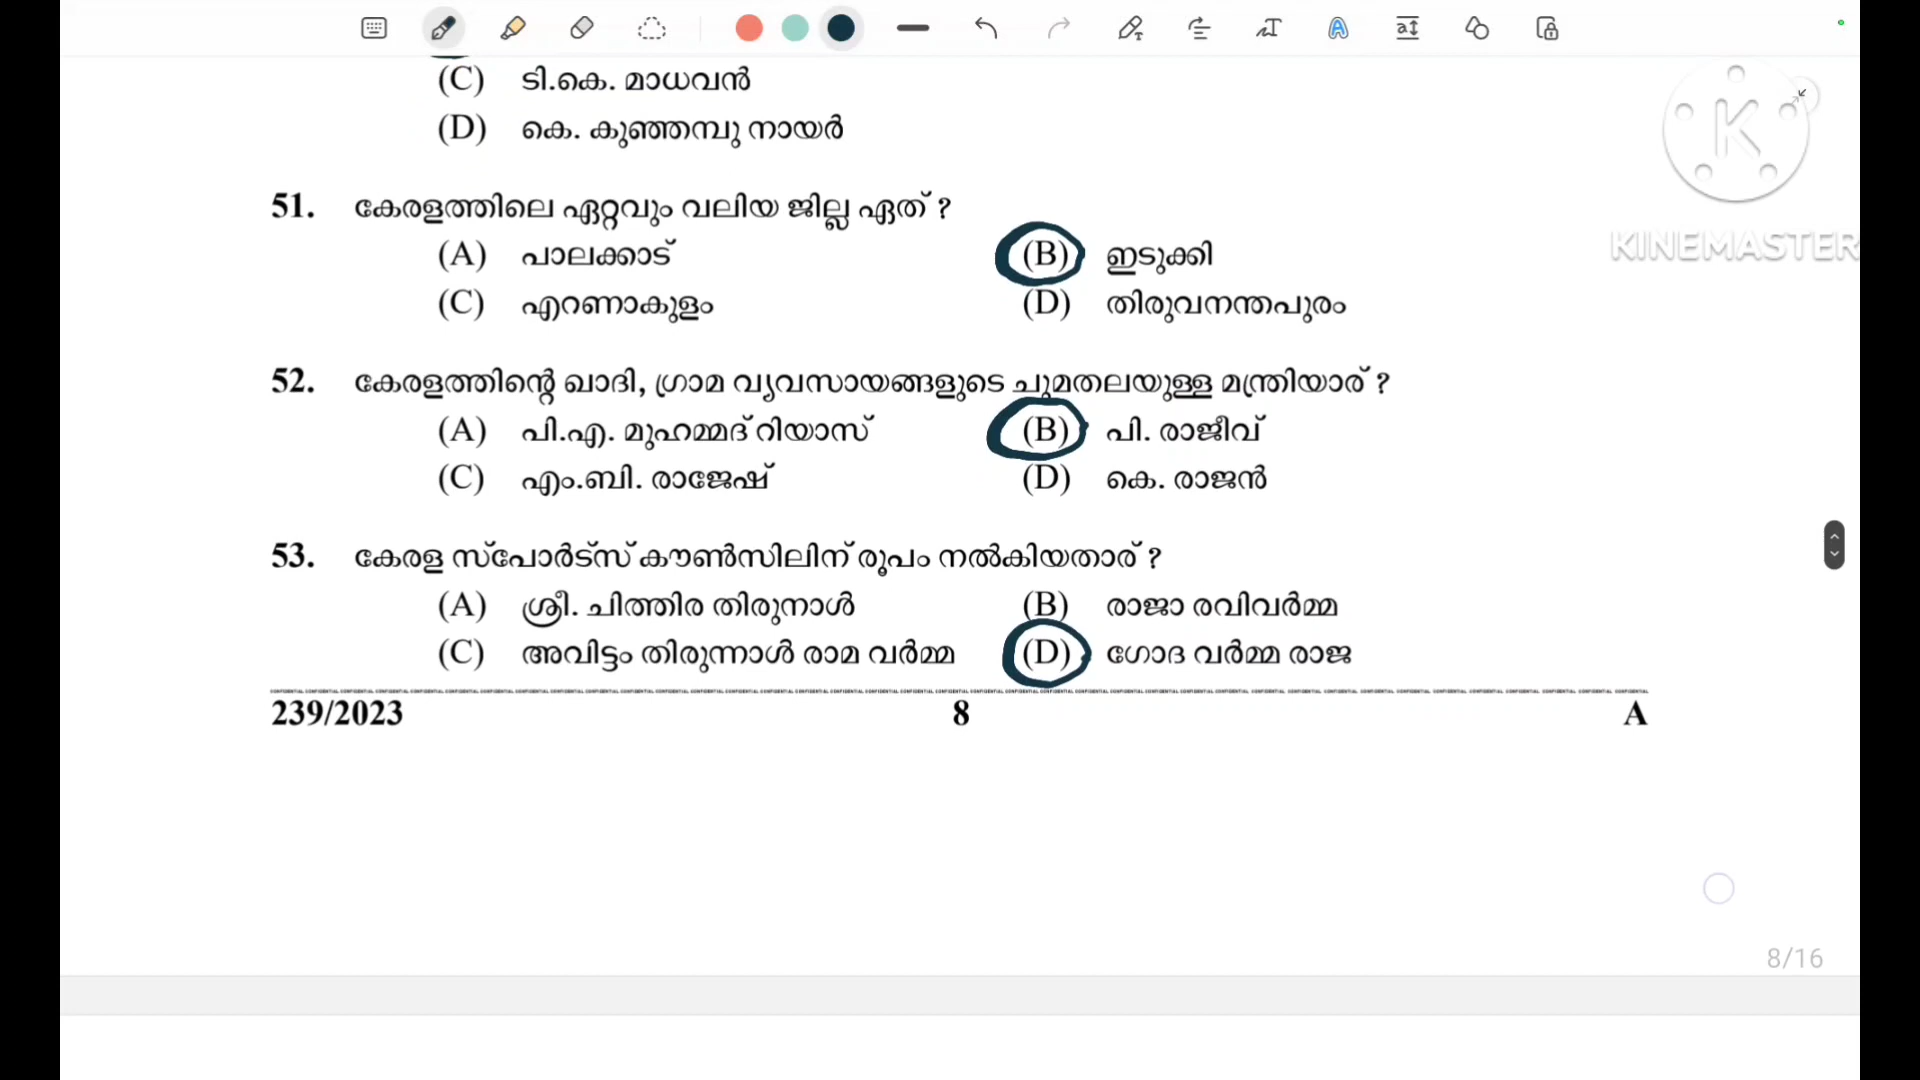 (C) ടി.കെ. മാധവൻ
(D) കെ. കുഞ്ഞമ്പു നായർ
51. കേരളത്തിലെ ഏറ്റവും വലിയ ജില്ല ഏത് ?
(A) പാലക്കാട് (B) ഇടുക്കി
(C) എറണാകുളം (D) തിരുവനന്തപുരം
52. കേരളത്തിന്റെ ഖാദി, ഗ്രാമ വ്യവസായങ്ങളുടെ ചുമതലയുള്ള മന്ത്രിയാര് ?
(A) പി.എ. മുഹമ്മദ് റിയാസ് (B) പി. രാജീവ്
(C) എം.ബി. രാജേഷ് (D) കെ. രാജൻ
53. കേരള സ്പോർട്സ് കൗൺസിലിന് രൂപം നൽകിയതാര് ?
(A) ശ്രീ. ചിത്തിര തിരുനാൾ (B) രാജാ രവിവർമ്മ
(C) അവിട്ടം തിരുന്നാൾ രാമ വർമ്മ (D) ഗോദ വർമ്മ രാജ
239/2023 8 A
8/16
K
KINEMASTER